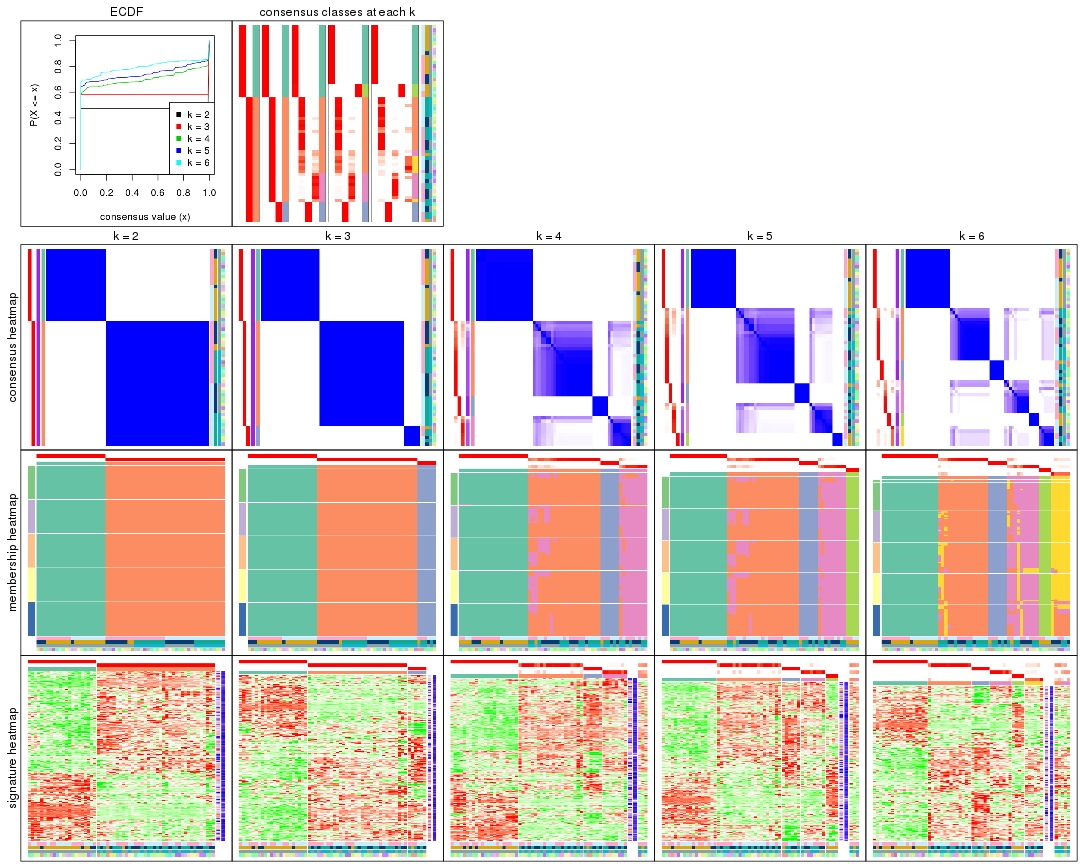 ECDF
consensus classes at each k
P(X <= x)
0.0
0.2
0.4
0.6
0.8
1.0
k = 2
k = 3
k = 4
k = 5
k = 6
0.0 0.2 0.4 0.6 0.8 1.0
consensus value (x)
k = 2
k = 3
k = 4
k = 5
k = 6
consensus heatmap
membership heatmap
signature heatmap